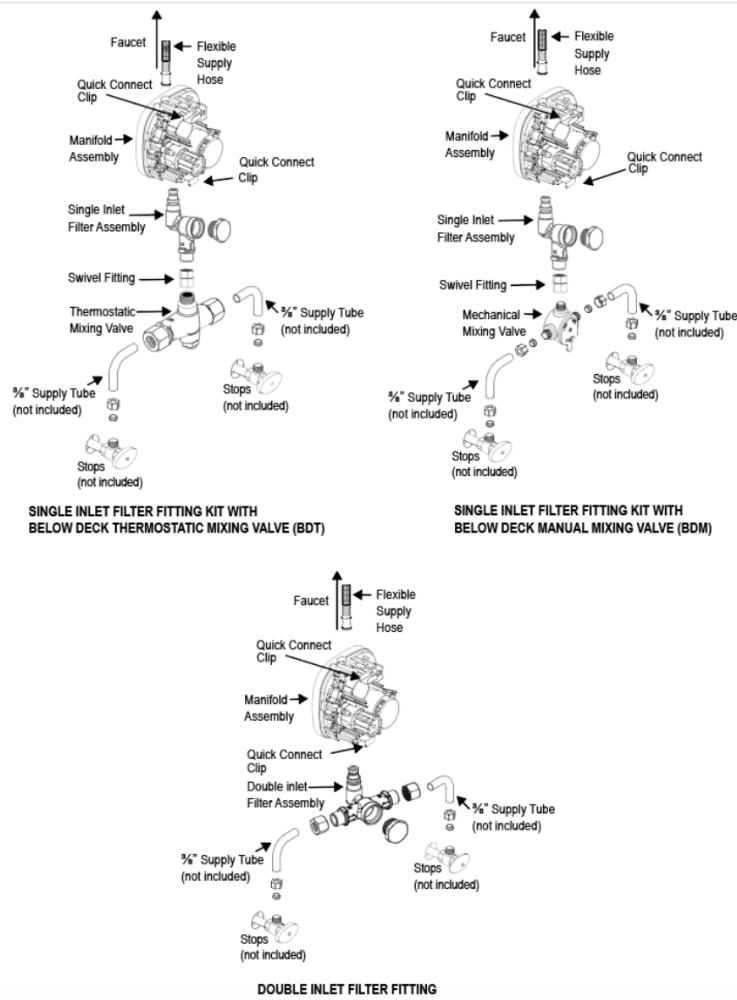 Faucet
Flexible
Supply
Hose
Quick Connect
Clip
Manifold
Assembly
Quick Connect
Clip
Single Inlet
Filter Assembly
Swivel Fitting
Thermostatic
Mixing Valve
⅜" Supply Tube
(not included)
Stops
(not included)
⅜" Supply Tube
(not included)
Stops
(not included)
SINGLE INLET FILTER FITTING KIT WITH
BELOW DECK THERMOSTATIC MIXING VALVE (BDT)
Faucet
Flexible
Supply
Hose
Quick Connect
Clip
Manifold
Assembly
Quick Connect
Clip
Single Inlet
Filter Assembly
Swivel Fitting
Mechanical
Mixing Valve
⅜" Supply Tube
(not included)
Stops
(not included)
⅜" Supply Tube
(not included)
Stops
(not included)
SINGLE INLET FILTER FITTING KIT WITH
BELOW DECK MANUAL MIXING VALVE (BDM)
Faucet
Flexible
Supply
Hose
Quick Connect
Clip
Manifold
Assembly
Quick Connect
Clip
Double inlet
Filter Assembly
⅜" Supply Tube
(not included)
⅜" Supply Tube
(not included)
Stops
(not included)
Stops
(not included)
DOUBLE INLET FILTER FITTING